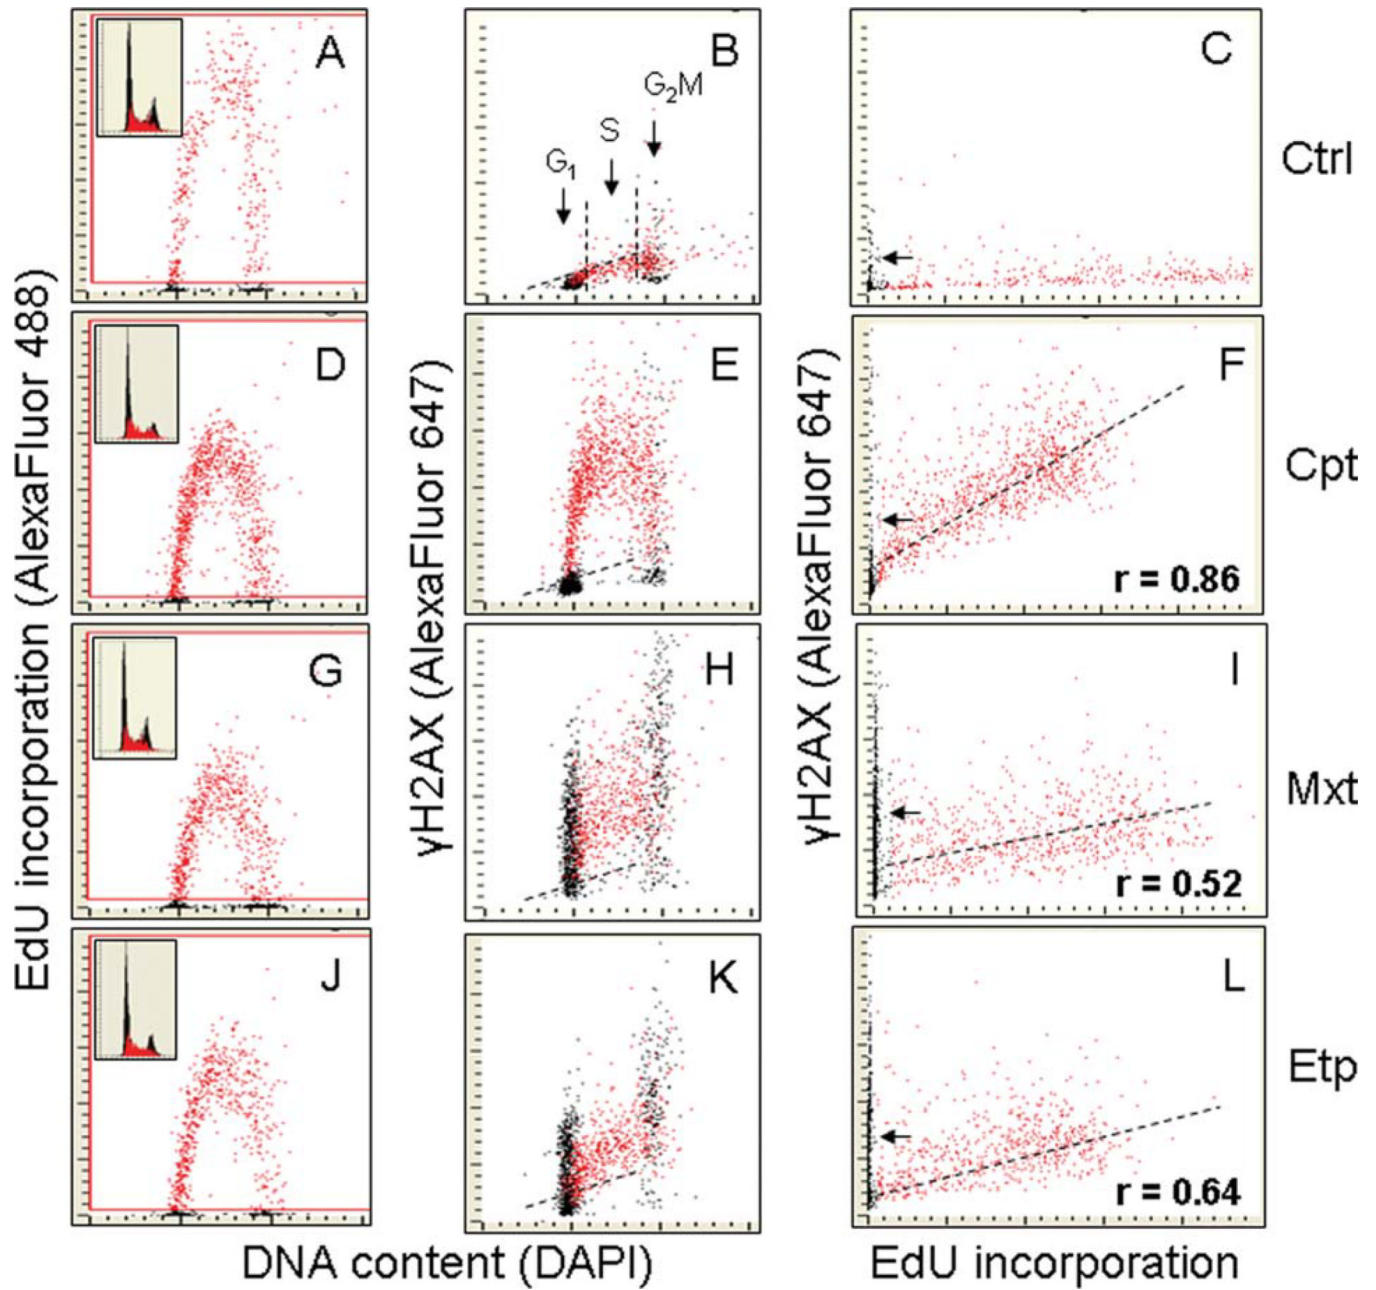 A
B
C
G₁
S
G₂M
Ctrl
D
E
F
r = 0.86
Cpt
G
H
I
r = 0.52
Mxt
J
K
L
r = 0.64
Etp
EdU incorporation (AlexaFluor 488)
γH2AX (AlexaFluor 647)
γH2AX (AlexaFluor 647)
DNA content (DAPI)
EdU incorporation